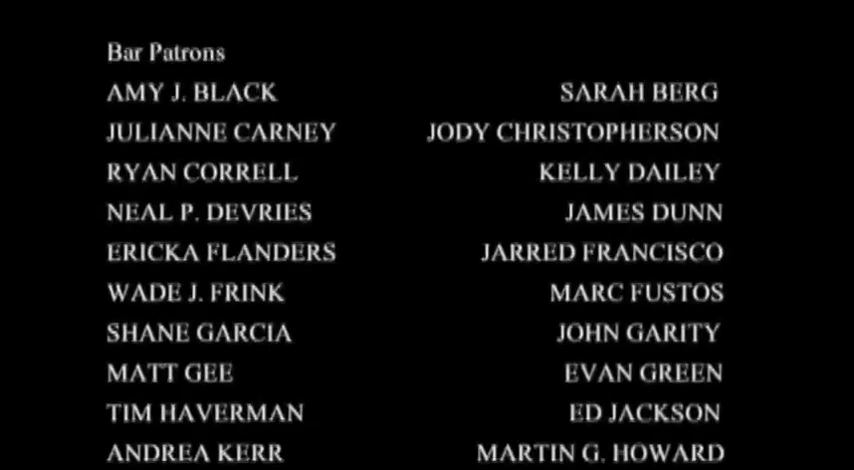 Bar Patrons
AMY J. BLACK SARAH BERG
JULIANNE CARNEY JODY CHRISTOPHERSON
RYAN CORRELL KELLY DAILEY
NEAL P. DEVRIES JAMES DUNN
ERICKA FLANDERS JARRED FRANCISCO
WADE J. FRINK MARC FUSTOS
SHANE GARCIA JOHN GARITY
MATT GEE EVAN GREEN
TIM HAVERMAN ED JACKSON
ANDREA KERR MARTIN G. HOWARD